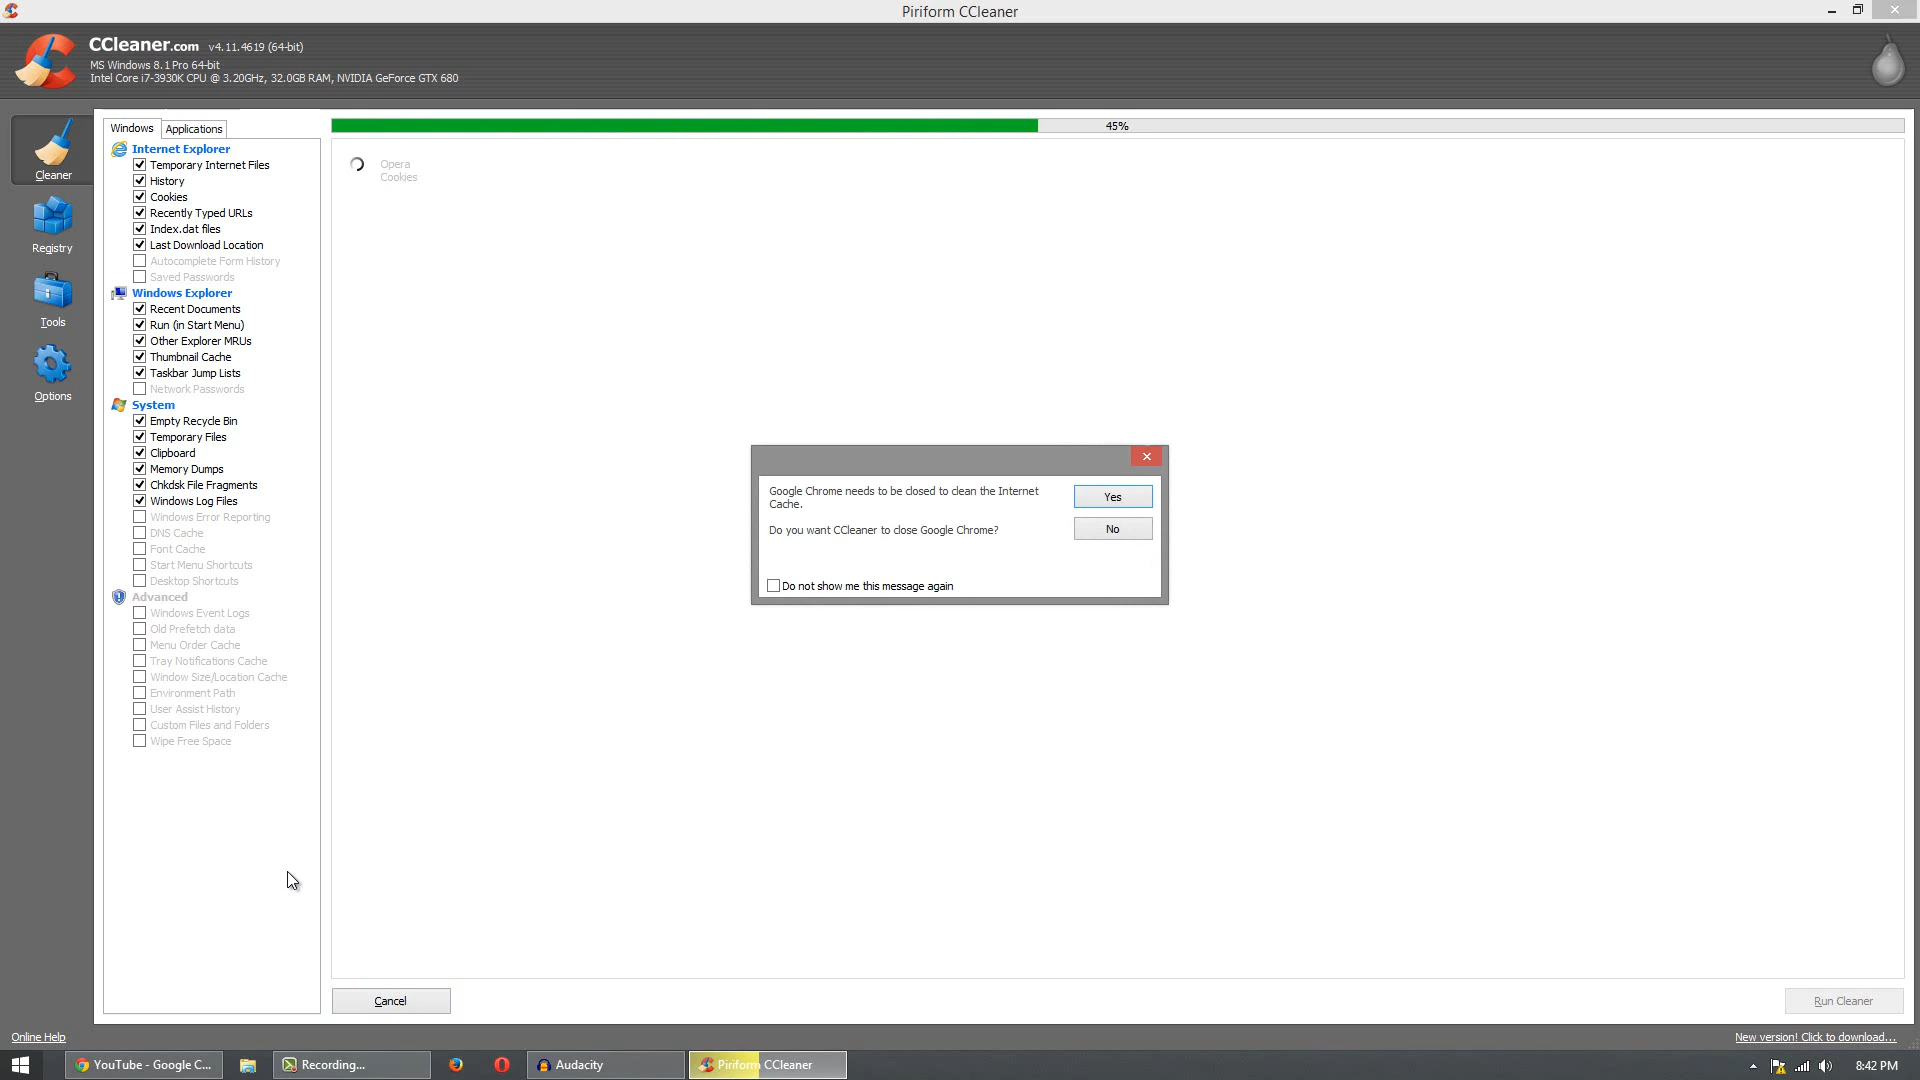 Piriform CCleaner
CCleaner.com v4.11.4619 (64-bit)
MS Windows 8.1 Pro 64-bit
Intel Core i7-3930K CPU @ 3.20GHz, 32.0GB RAM, NVIDIA GeForce GTX 680
Cleaner
Registry
Tools
Options
Windows
Applications
Internet Explorer
Temporary Internet Files
History
Cookies
Recently Typed URLs
Index.dat files
Last Download Location
Autocomplete Form History
Saved Passwords
Windows Explorer
Recent Documents
Run (in Start Menu)
Other Explorer MRUs
Thumbnail Cache
Taskbar Jump Lists
Network Passwords
System
Empty Recycle Bin
Temporary Files
Clipboard
Memory Dumps
Chkdsk File Fragments
Windows Log Files
Windows Error Reporting
DNS Cache
Font Cache
Start Menu Shortcuts
Desktop Shortcuts
Advanced
Windows Event Logs
Old Prefetch data
Menu Order Cache
Tray Notifications Cache
Window Size/Location Cache
Environment Path
User Assist History
Custom Files and Folders
Wipe Free Space
45%
Opera
Cookies
Google Chrome needs to be closed to clean the Internet
Cache.
Do you want CCleaner to close Google Chrome?
Yes
No
Do not show me this message again
Cancel
Run Cleaner
Online Help
New version! Click to download...
YouTube - Google C...
Recording...
Audacity
Piriform CCleaner
8:42 PM